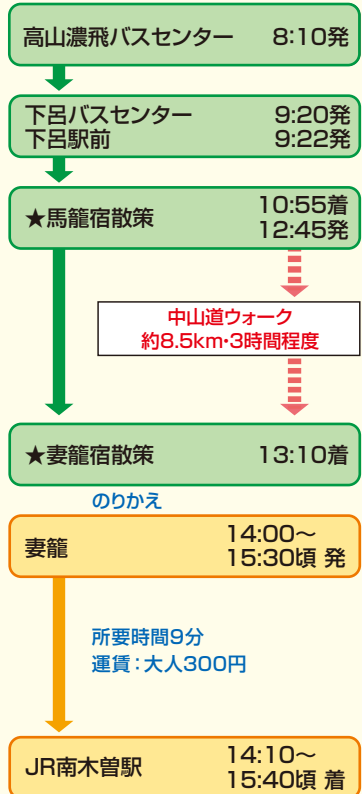 高山濃飛バスセンター 8:10発
下呂バスセンター 9:20発
下呂駅前 9:22発
★馬籠宿散策 10:55着
12:45発
中山道ウォーク
約8.5km・3時間程度
★妻籠宿散策 13:10着
のりかえ
妻籠 14:00〜
15:30頃 発
所要時間9分
運賃：大人300円
JR南木曽駅 14:10〜
15:40頃 着